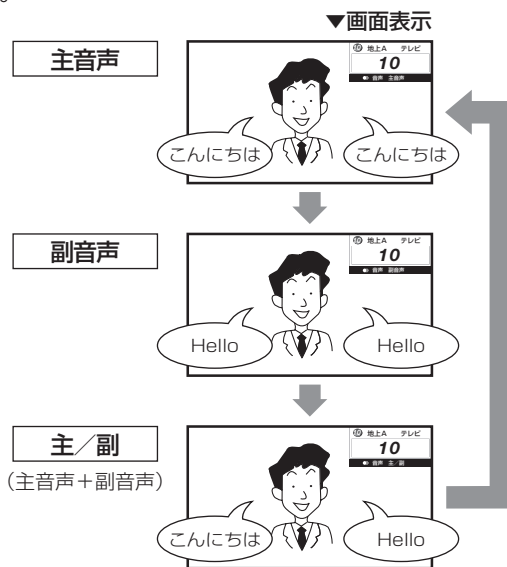 ▼画面表示
主音声
地上A テレビ
10
音声 主音声
こんにちは こんにちは
副音声
地上A テレビ
10
音声 副音声
Hello Hello
主／副
（主音声＋副音声）
地上A テレビ
10
音声 主／副
こんにちは Hello